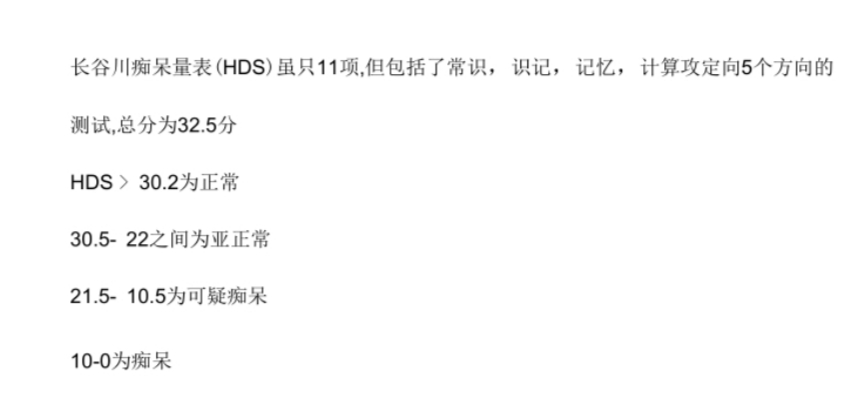 长谷川痴呆量表(HDS)虽只11项,但包括了常识，识记，记忆，计算攻定向5个方向的
测试,总分为32.5分
HDS＞ 30.2为正常
30.5- 22之间为亚正常
21.5- 10.5为可疑痴呆
10-0为痴呆